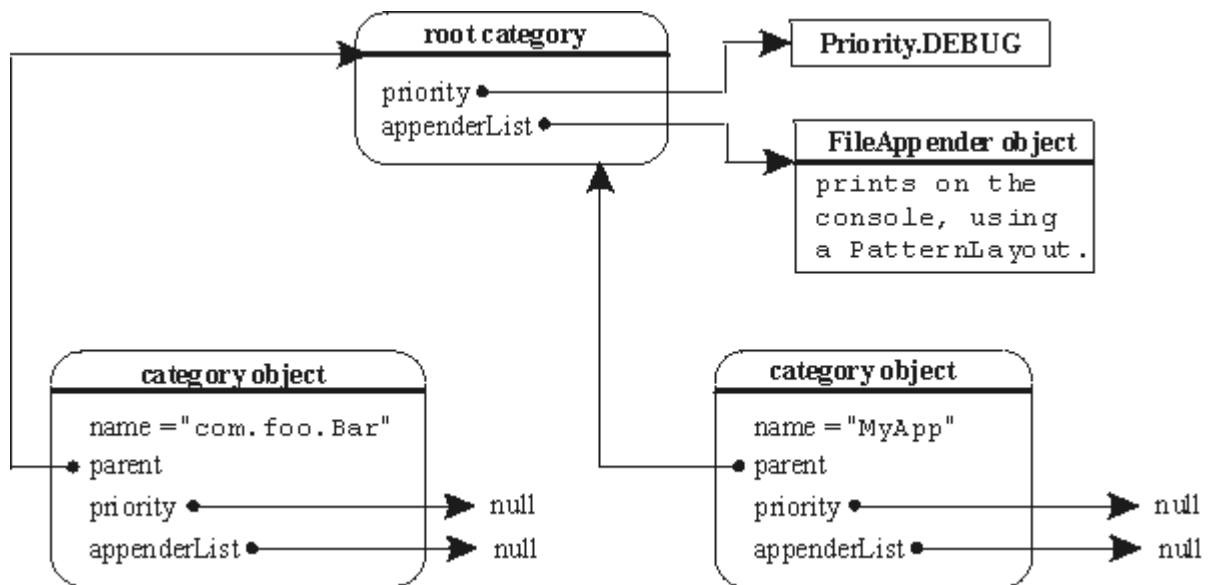 root category
priority
appenderList
Priority.DEBUG
FileAppender object
prints on the
console, using
a PatternLayout.
category object
name ="com.foo.Bar"
parent
priority
null
appenderList
null
category object
name ="MyApp"
parent
priority
null
appenderList
null